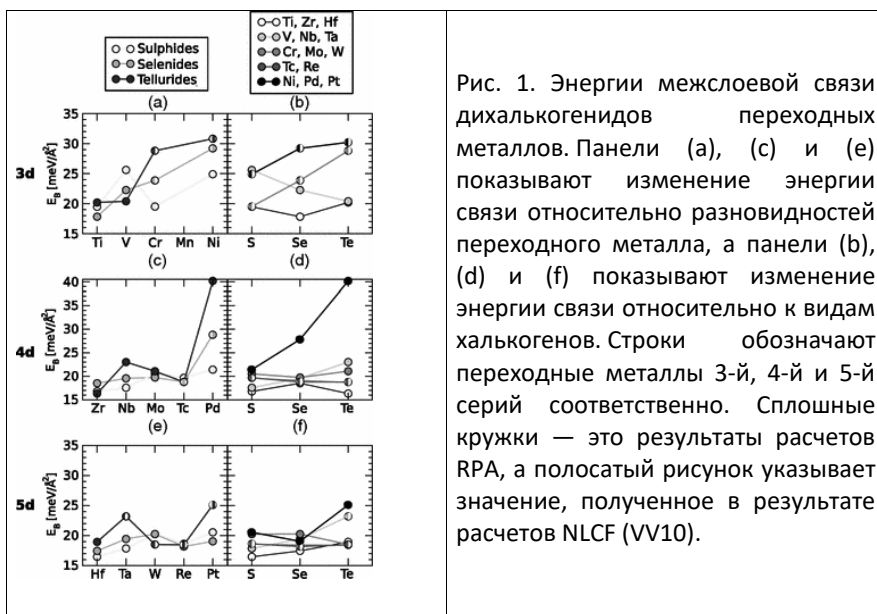 Sulphides
Selenides
Tellurides
Ti, Zr, Hf
V, Nb, Ta
Cr, Mo, W
Tc, Re
Ni, Pd, Pt
(a)
(b)
3d
E_B [meV/Å²]
35
30
25
20
15
Ti V Cr Mn Ni
S Se Te
(c)
(d)
4d
E_B [meV/Å²]
40
35
30
25
20
15
Zr Nb Mo Tc Pd
S Se Te
(e)
(f)
5d
E_B [meV/Å²]
35
30
25
20
15
Hf Ta W Re Pt
S Se Te
Рис. 1. Энергии межслоевой связи
дихалькогенидов переходных
металлов. Панели (a), (c) и (e)
показывают изменение энергии
связи относительно разновидностей
переходного металла, а панели (b),
(d) и (f) показывают изменение
энергии связи относительно к видам
халькогенов. Строки обозначают
переходные металлы 3-й, 4-й и 5-й
серий соответственно. Сплошные
кружки — это результаты расчетов
RPA, а полосатый рисунок указывает
значение, полученное в результате
расчетов NLCF (VV10).